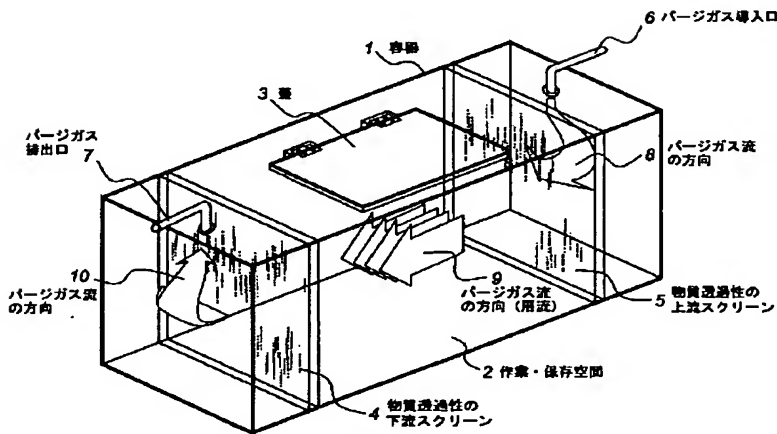 6 パージガス導入口
1 容器
3 蓋
パージガス
排出口
7
8
パージガス流
の方向
10
パージガス流
の方向
9
パージガス流
の方向（層流）
5
物質透過性の
上流スクリーン
2 作業・保存空間
4
物質透過性の
下流スクリーン